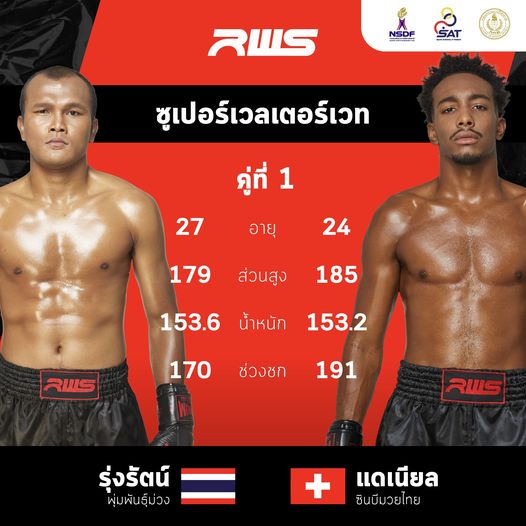 RWS
NSDF
SAT
ซูเปอร์เวลเตอร์เวท
คู่ที่ 1
27 อายุ 24
179 ส่วนสูง 185
153.6 น้ำหนัก 153.2
170 ช่วงชก 191
RWS
RWS
รุ่งรัตน์
พุ่มพันธุ์ม่วง
แดเนียล
ซินบีมวยไทย